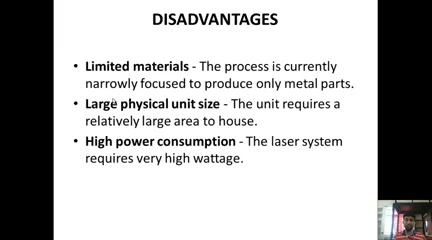 DISADVANTAGES
• Limited materials - The process is currently
narrowly focused to produce only metal parts.
• Large physical unit size - The unit requires a
relatively large area to house.
• High power consumption - The laser system
requires very high wattage.